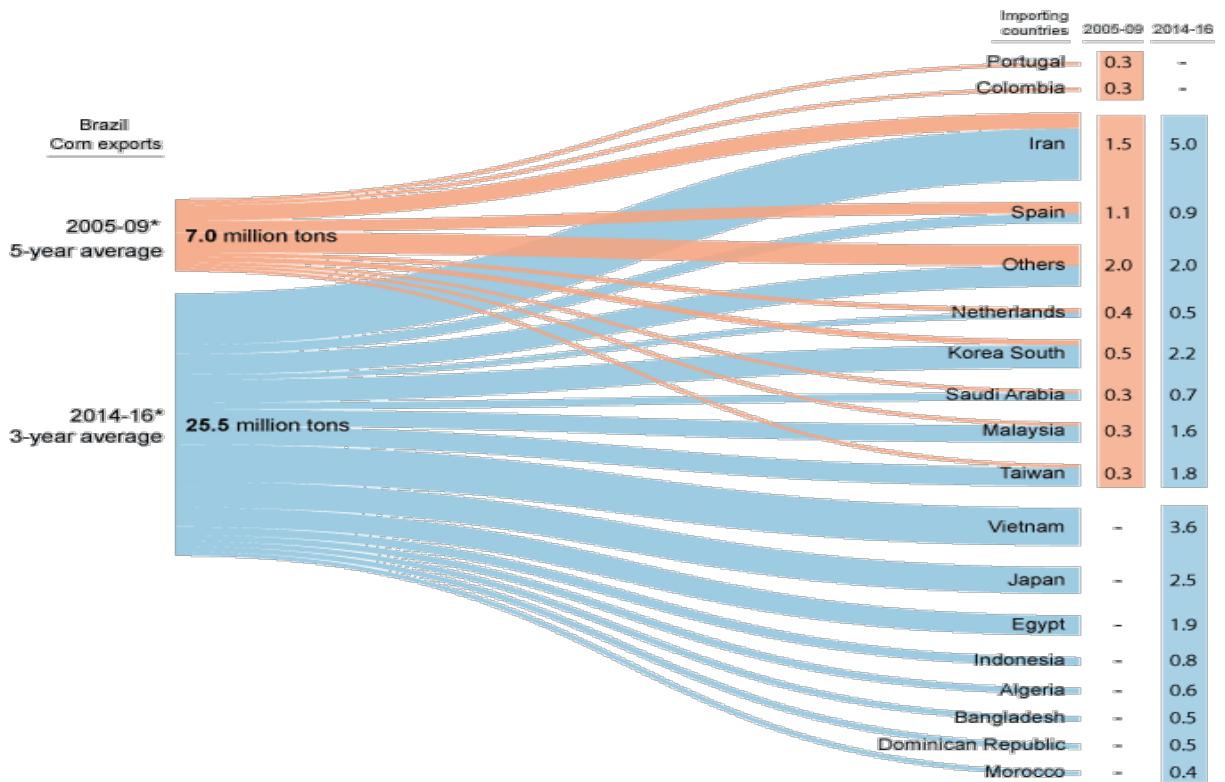 Importing
countries 2005-09 2014-16
Portugal 0.3 -
Colombia 0.3 -
Brazil
Corn exports
Iran 1.5 5.0
2005-09*
5-year average
7.0 million tons
Spain 1.1 0.9
Others 2.0 2.0
Netherlands 0.4 0.5
Korea South 0.5 2.2
Saudi Arabia 0.3 0.7
2014-16*
3-year average
25.5 million tons
Malaysia 0.3 1.6
Taiwan 0.3 1.8
Vietnam - 3.6
Japan - 2.5
Egypt - 1.9
Indonesia - 0.8
Algeria - 0.6
Bangladesh - 0.5
Dominican Republic - 0.5
Morocco - 0.4